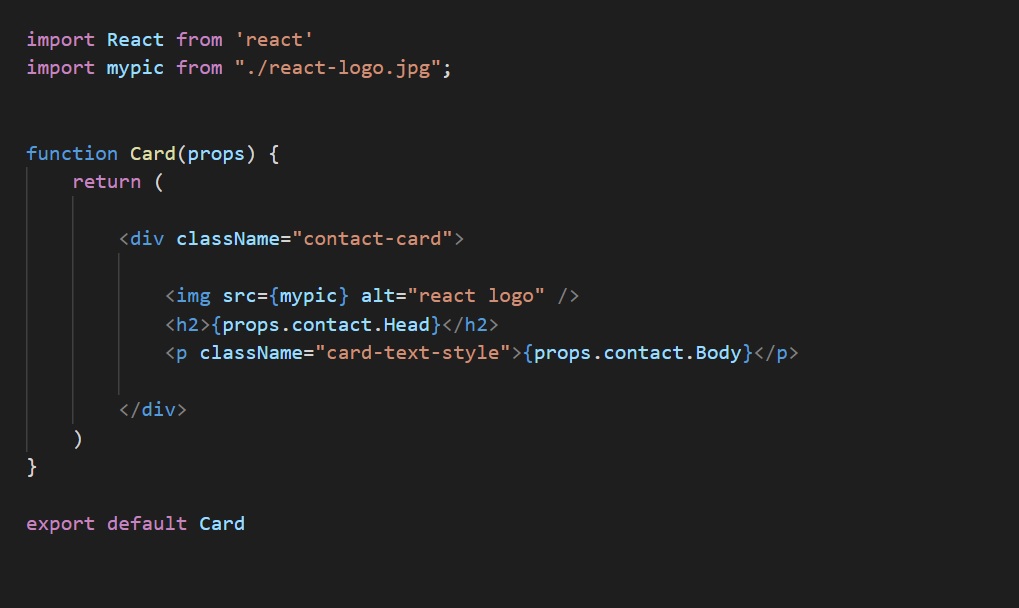 import React from 'react'
import mypic from "./react-logo.jpg";
function Card(props) {
return (
<div className="contact-card">
<img src={mypic} alt="react logo" />
<h2>{props.contact.Head}</h2>
<p className="card-text-style">{props.contact.Body}</p>
</div>
)
}
export default Card